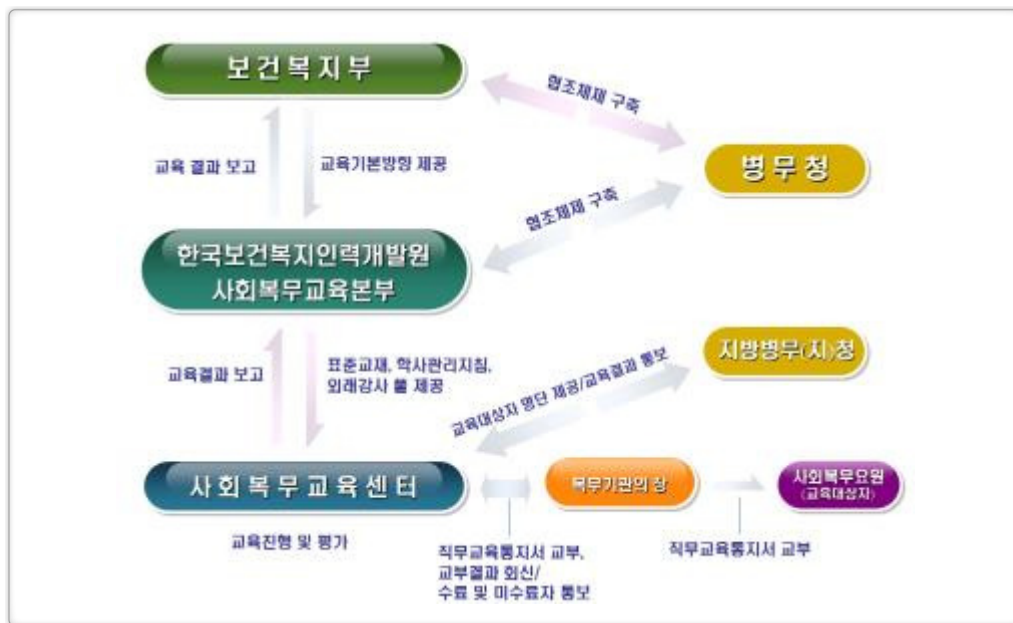 보건복지부
협조체제 구축
교육 결과 보고
교육기본방향 제공
병무청
협조체제 구축
한국보건복지인력개발원
사회복무교육본부
교육결과 보고
표준교재, 학사관리지침,
외래강사 풀 제공
지방병무(지)청
교육대상자 명단 제공/교육결과 통보
사회복무교육센터
복무기관의 장
사회복무요원
(교육대상자)
교육진행 및 평가
직무교육통지서 교부,
교부결과 회신/
수료 및 미수료자 통보
직무교육통지서 교부